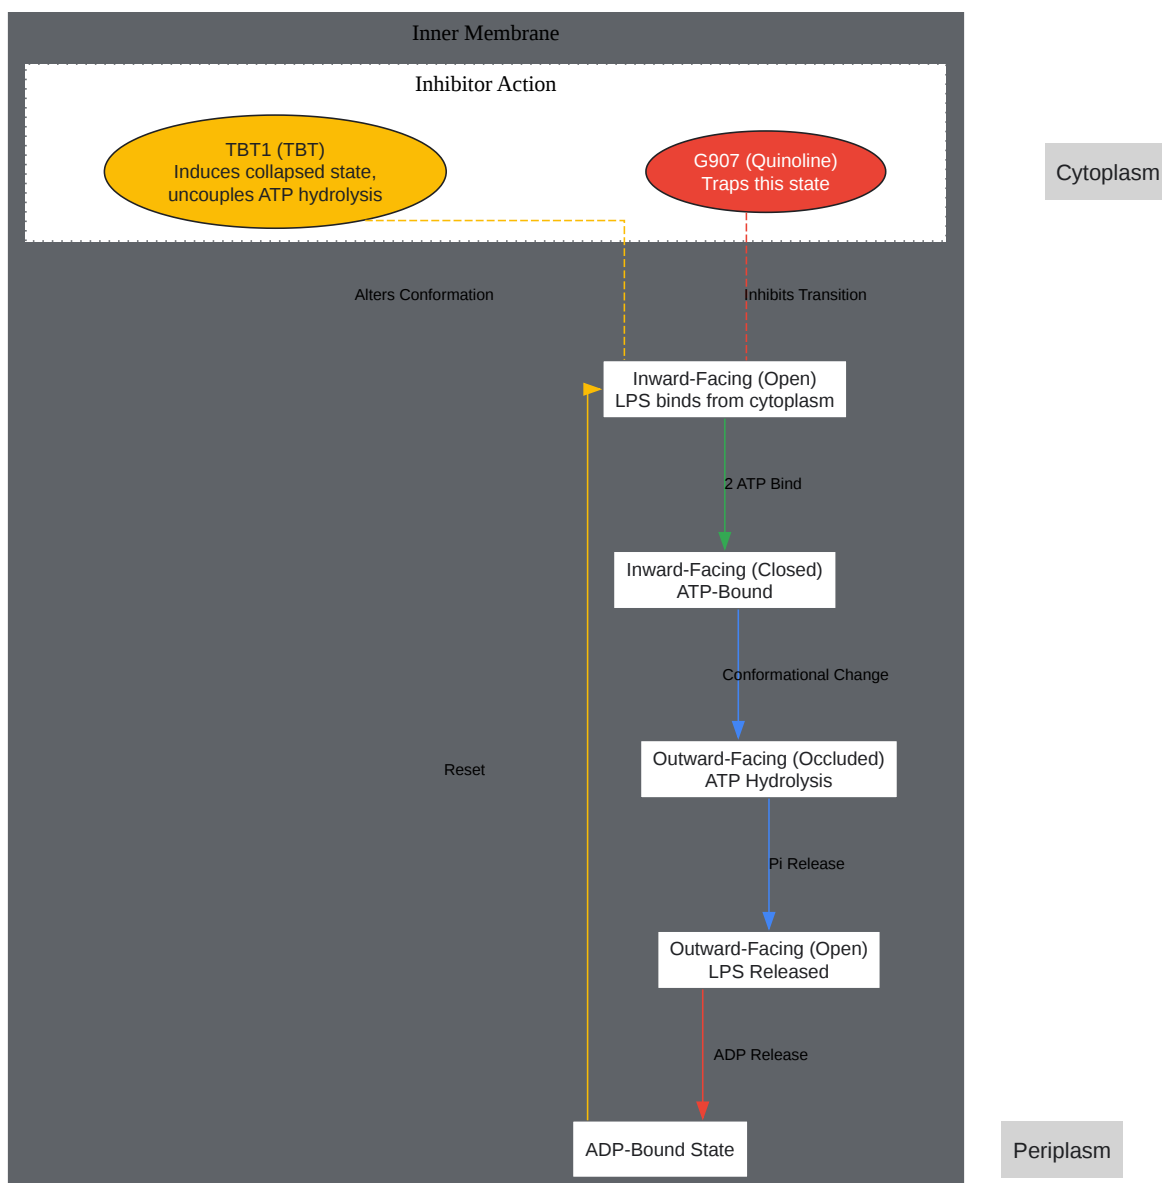 Inner Membrane
Inhibitor Action
TBT1 (TBT)
Induces collapsed state,
uncouples ATP hydrolysis
G907 (Quinoline)
Traps this state
Cytoplasm
Alters Conformation
Inhibits Transition
Inward-Facing (Open)
LPS binds from cytoplasm
2 ATP Bind
Inward-Facing (Closed)
ATP-Bound
Conformational Change
Outward-Facing (Occluded)
ATP Hydrolysis
Reset
Pi Release
Outward-Facing (Open)
LPS Released
ADP Release
ADP-Bound State
Periplasm